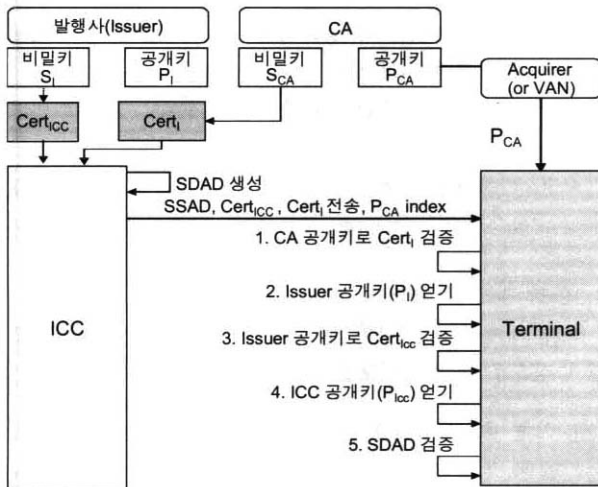 발행사(Issuer)
CA
비밀키
S_I
공개키
P_I
비밀키
S_CA
공개키
P_CA
Acquirer
(or VAN)
Cert_ICC
Cert_I
P_CA
SDAD 생성
SSAD, Cert_ICC , Cert_I 전송, P_CA index
1. CA 공개키로 Cert_I 검증
2. Issuer 공개키(P_I) 얻기
3. Issuer 공개키로 Cert_Icc 검증
4. ICC 공개키(P_Icc) 얻기
5. SDAD 검증
ICC
Terminal